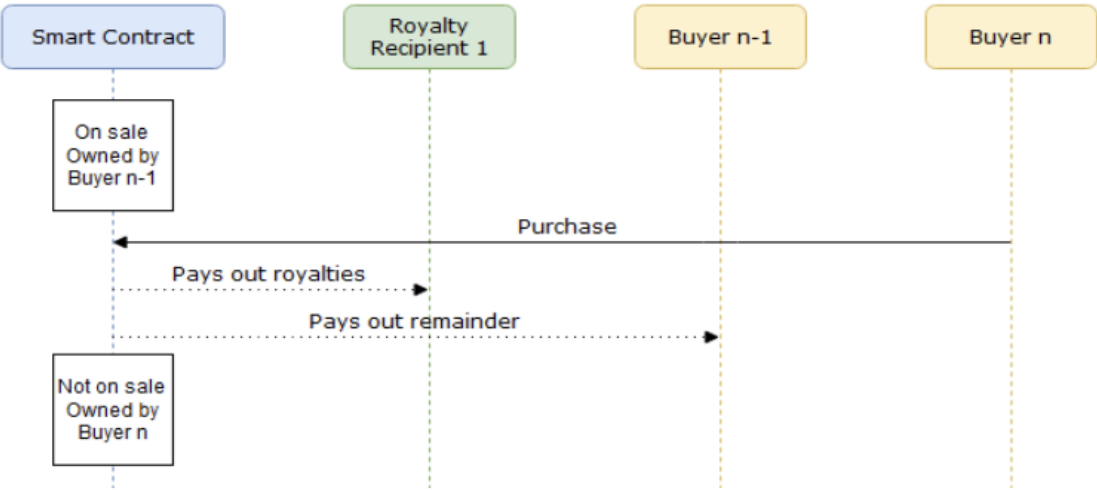 Smart Contract
Royalty
Recipient 1
Buyer n-1
Buyer n
On sale
Owned by
Buyer n-1
Purchase
Pays out royalties
Pays out remainder
Not on sale
Owned by
Buyer n